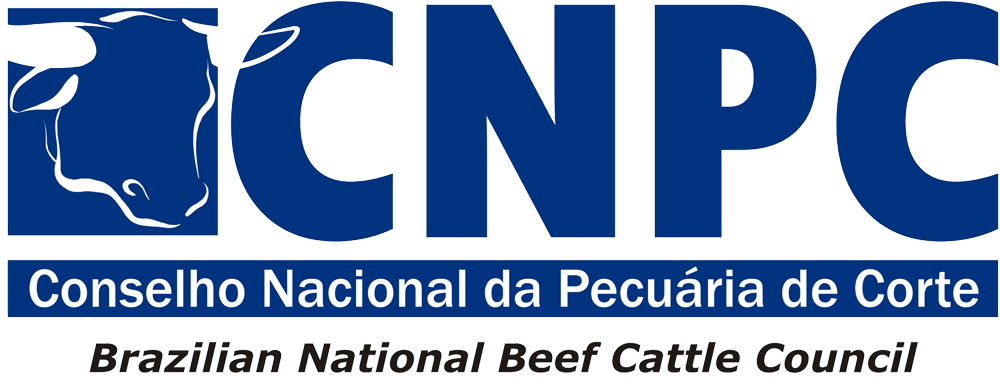 CNPC
Conselho Nacional da Pecuária de Corte
Brazilian National Beef Cattle Council